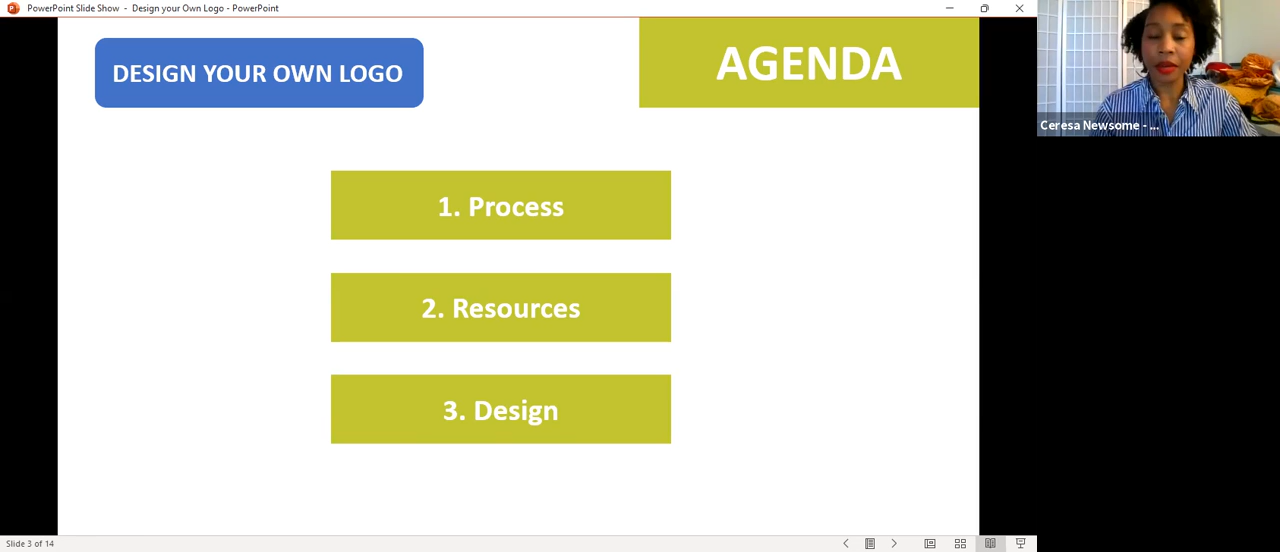 PowerPoint Slide Show - Design your Own Logo - PowerPoint
DESIGN YOUR OWN LOGO
AGENDA
Ceresa Newsome - ...
1. Process
2. Resources
3. Design
Slide 3 of 14